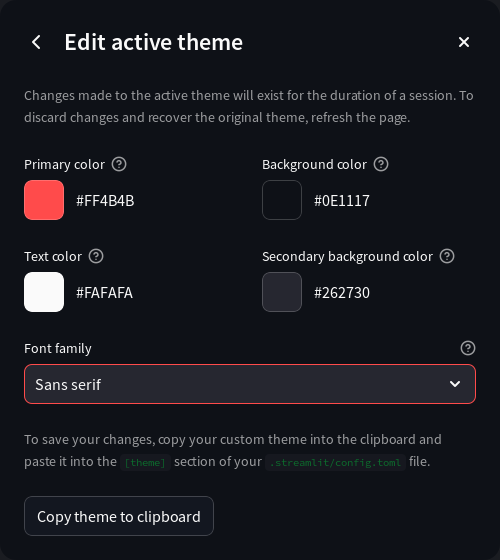 Edit active theme
Changes made to the active theme will exist for the duration of a session. To
discard changes and recover the original theme, refresh the page.
Primary color
Background color
#FF4B4B
#0E1117
Text color
Secondary background color
#FAFAFA
#262730
Font family
Sans serif
To save your changes, copy your custom theme into the clipboard and
paste it into the [theme] section of your .streamlit/config.toml file.
Copy theme to clipboard